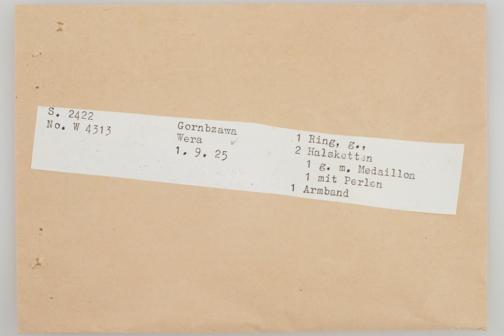 S. 2422
No. W 4313
Gornbzawa
Wera
1. 9. 25
1 Ring, g.,
2 Halsketten
1 g. m. Medaillon
1 mit Perlen
1 Armband